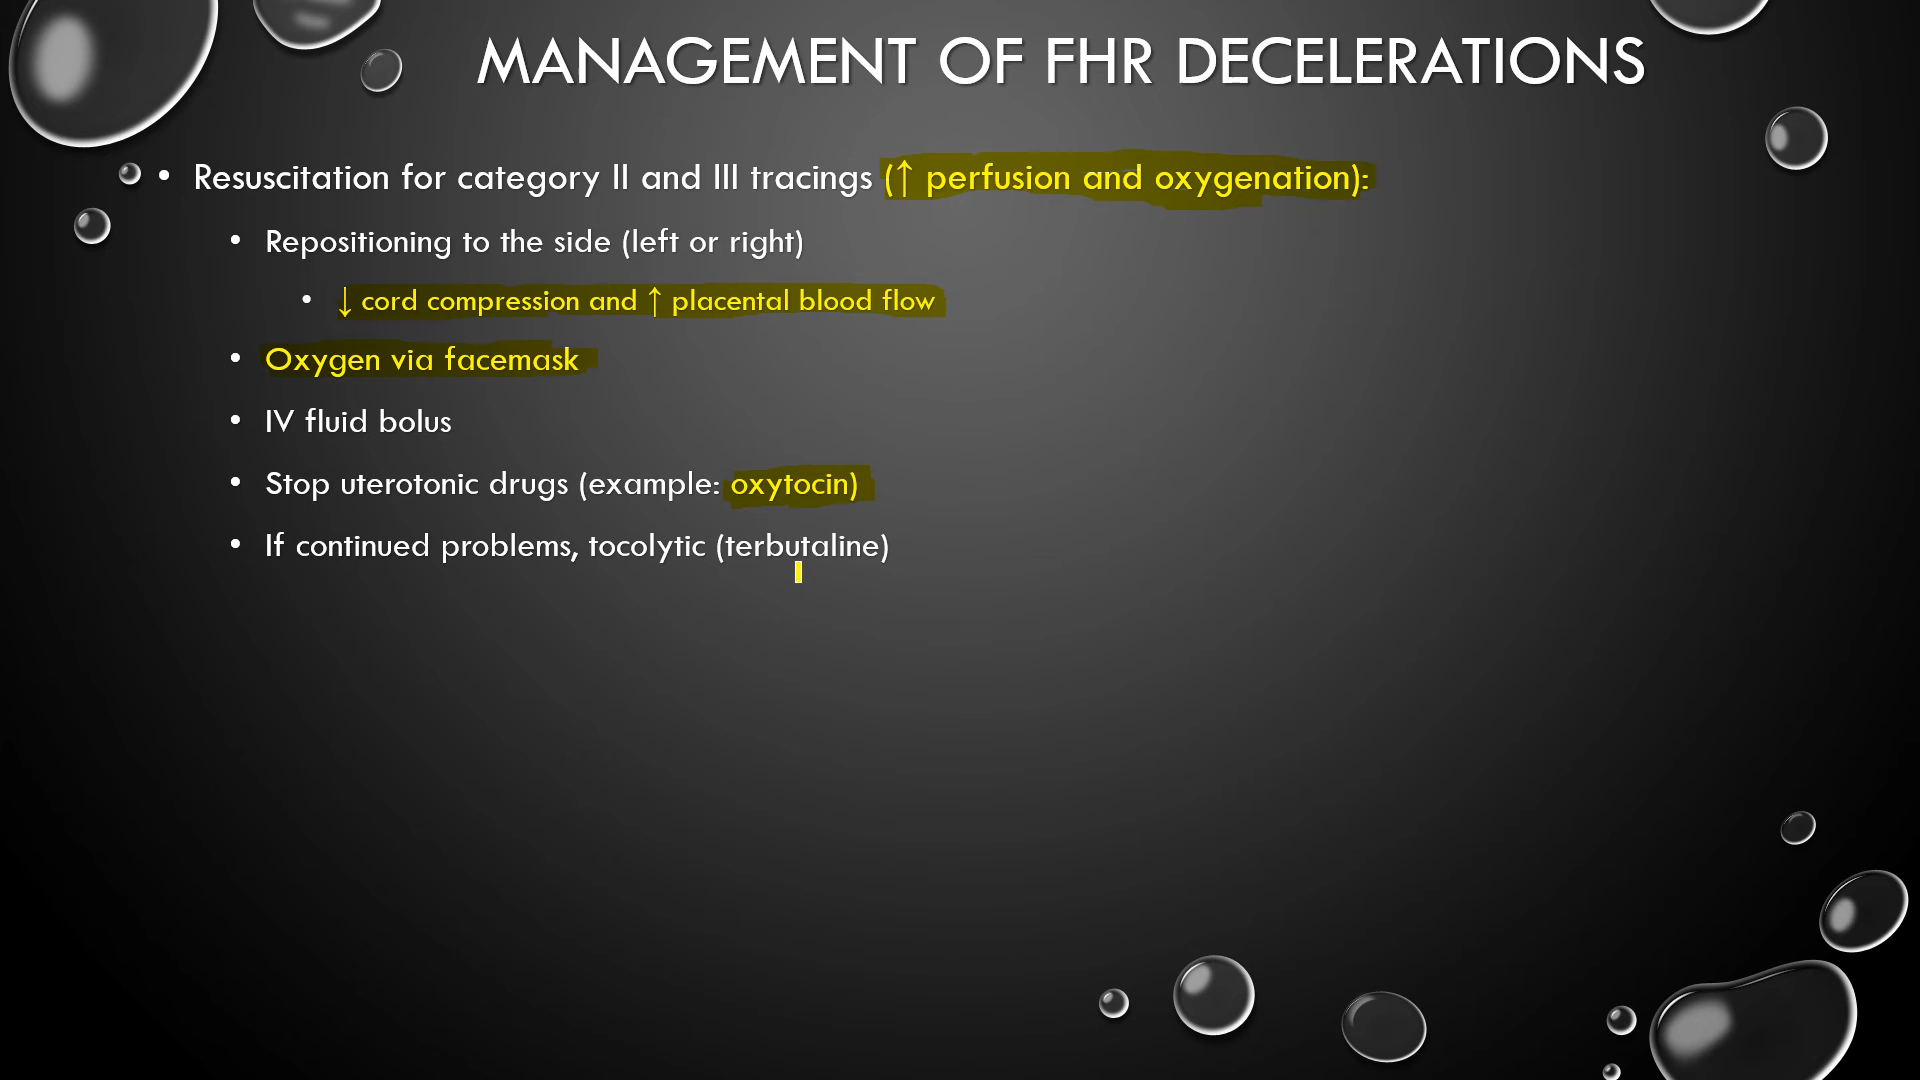 MANAGEMENT OF FHR DECELERATIONS
• Resuscitation for category II and III tracings (↑ perfusion and oxygenation):
• Repositioning to the side (left or right)
• ↓ cord compression and ↑ placental blood flow
• Oxygen via facemask
• IV fluid bolus
• Stop uterotonic drugs (example: oxytocin)
• If continued problems, tocolytic (terbutaline)